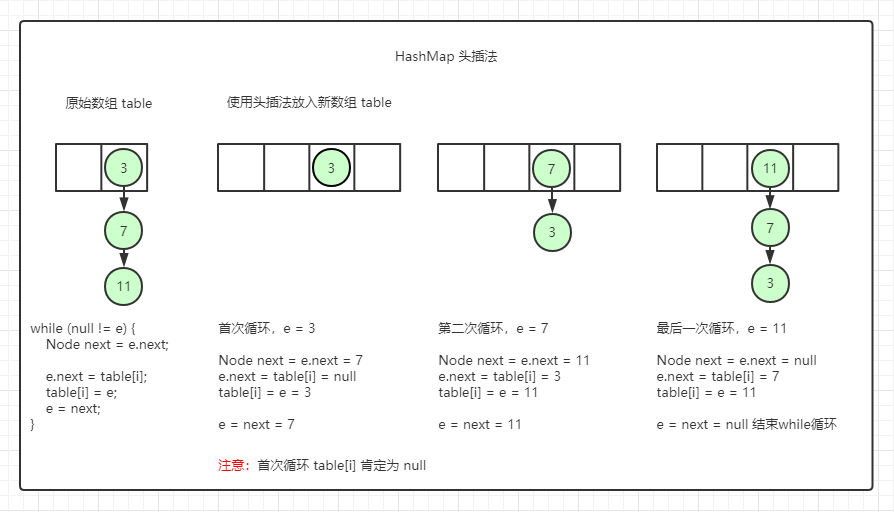 HashMap 头插法
原始数组 table
使用头插法放入新数组 table
3
7
11
3
7
3
11
7
3
while (null != e) {
Node next = e.next;
e.next = table[i];
table[i] = e;
e = next;
}
首次循环，e = 3
Node next = e.next = 7
e.next = table[i] = null
table[i] = e = 3
e = next = 7
第二次循环，e = 7
Node next = e.next = 11
e.next = table[i] = 3
table[i] = e = 11
e = next = 11
最后一次循环，e = 11
Node next = e.next = null
e.next = table[i] = 7
table[i] = e = 11
e = next = null 结束while循环
注意：首次循环 table[i] 肯定为 null